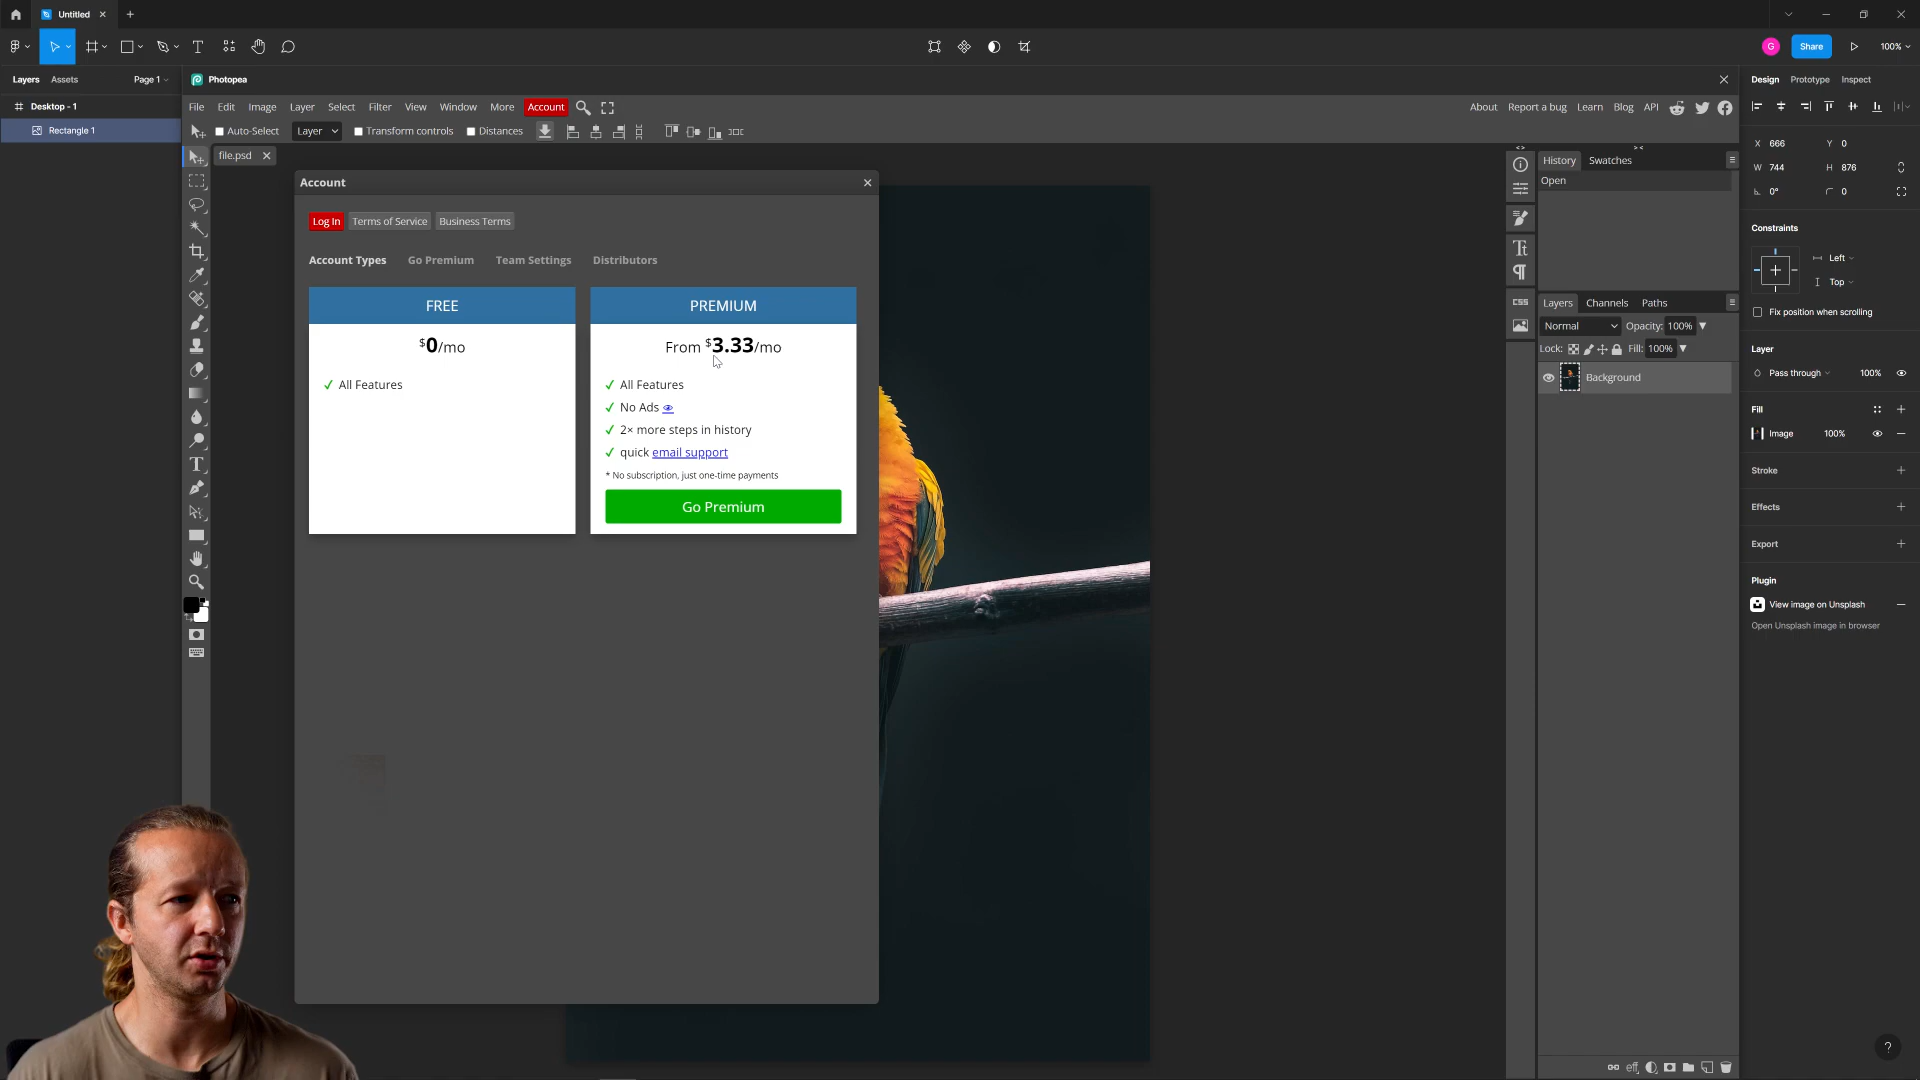 Untitled
Share
100%
Layers
Assets
Page 1
Photopea
Design
Prototype
Inspect
Desktop - 1
Rectangle 1
File
Edit
Image
Layer
Select
Filter
View
Window
More
Account
About
Report a bug
Learn
Blog
API
Auto-Select
Layer
Transform controls
Distances
file.psd
Account
Log In
Terms of Service
Business Terms
Account Types
Go Premium
Team Settings
Distributors
FREE
$0/mo
✓ All Features
PREMIUM
From $3.33/mo
✓ All Features
✓ No Ads
✓ 2× more steps in history
✓ quick email support
* No subscription, just one-time payments
Go Premium
History
Swatches
Open
Layers
Channels
Paths
Normal
Opacity: 100%
Lock:
Fill: 100%
Background
CSS
eff
X 666
Y 0
W 744
H 876
0°
0
Constraints
Left
Top
Fix position when scrolling
Layer
Pass through
100%
Fill
Image
100%
Stroke
Effects
Export
Plugin
View image on Unsplash
Open Unsplash image in browser
G
?